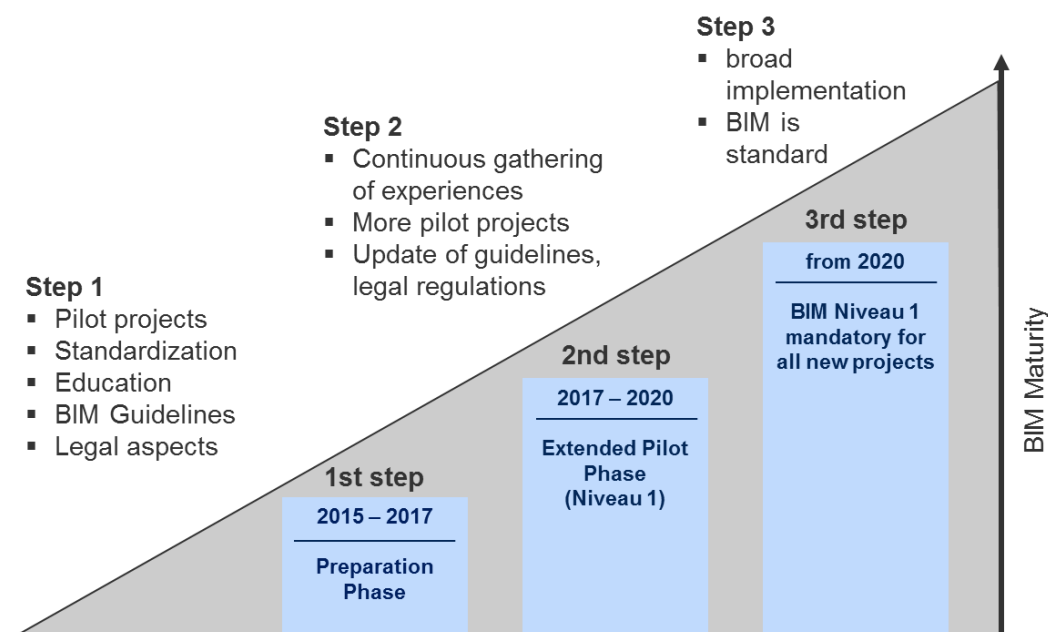 Step 3
▪ broad
implementation
▪ BIM is
standard
Step 2
▪ Continuous gathering
of experiences
▪ More pilot projects
▪ Update of guidelines,
legal regulations
Step 1
▪ Pilot projects
▪ Standardization
▪ Education
▪ BIM Guidelines
▪ Legal aspects
1st step
2015 – 2017
Preparation
Phase
2nd step
2017 – 2020
Extended Pilot
Phase
(Niveau 1)
3rd step
from 2020
BIM Niveau 1
mandatory for
all new projects
BIM Maturity